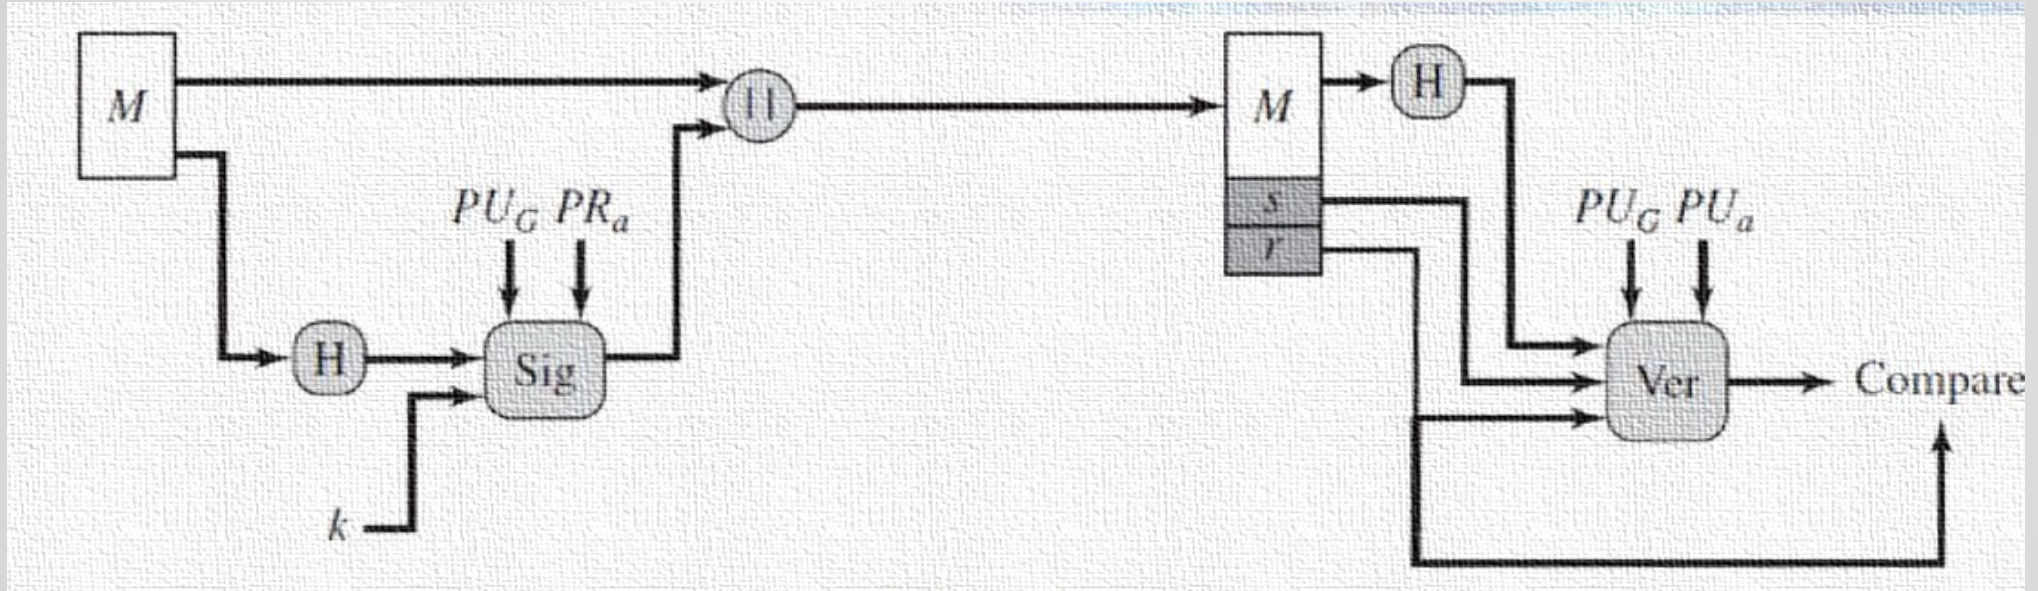 M
||
M
H
s
r
PU_G PR_a
PU_G PU_a
H
Sig
Ver
Compare
k